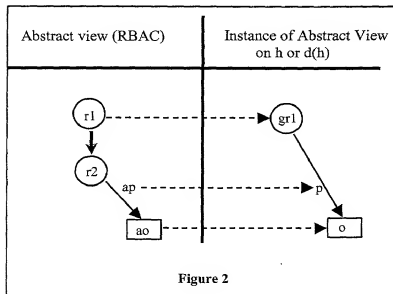 Abstract view (RBAC)
Instance of Abstract View
on h or d(h)
r1
gr1
r2
ap
p
ao
o
Figure 2